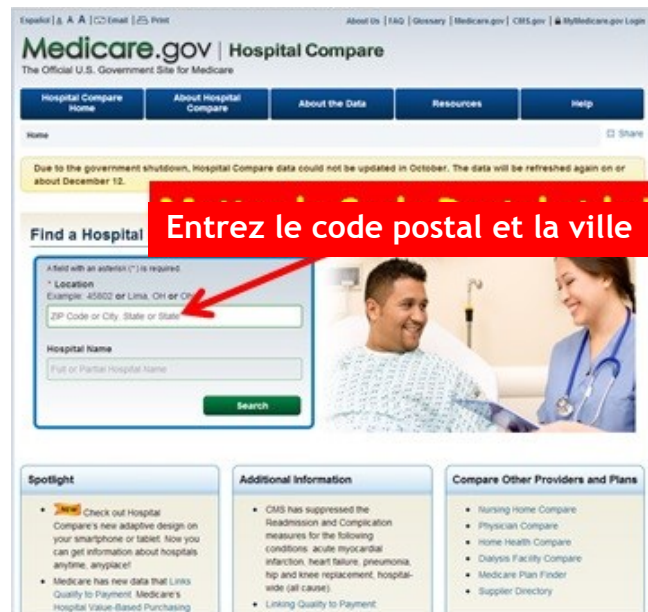 Español | A A A | Email | Print
About Us | FAQ | Glossary | Medicare.gov | CMS.gov | MyMedicare.gov Login
Medicare.gov | Hospital Compare
The Official U.S. Government Site for Medicare
Hospital Compare Home
About Hospital Compare
About the Data
Resources
Help
Home
Share
Due to the government shutdown, Hospital Compare data could not be updated in October. The data will be refreshed again on or
about December 12.
Entrez le code postal et la ville
Find a Hospital
A field with an asterisk (*) is required.
* Location
Example: 45802 or Lima, OH or
ZIP Code or City, State or State
Hospital Name
Full or Partial Hospital Name
Search
Spotlight
NEW Check out Hospital
Compare's new adaptive design on
your smartphone or tablet. Now you
can get information about hospitals
anytime, anyplace!
Medicare has new data that Links
Quality to Payment. Medicare's
Hospital Value-Based Purchasing
Additional Information
CMS has suppressed the
Readmission and Complication
measures for the following
conditions: acute myocardial
infarction, heart failure, pneumonia,
hip and knee replacement, hospital-
wide (all cause).
Linking Quality to Payment:
Compare Other Providers and Plans
Nursing Home Compare
Physician Compare
Home Health Compare
Dialysis Facility Compare
Medicare Plan Finder
Supplier Directory